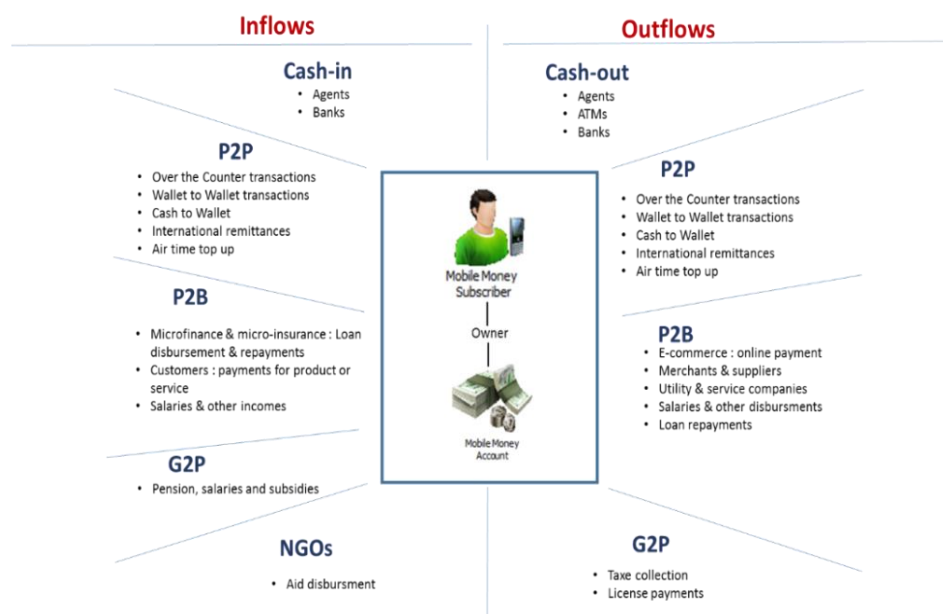 Inflows
Outflows
Cash-in
• Agents
• Banks
Cash-out
• Agents
• ATMs
• Banks
P2P
• Over the Counter transactions
• Wallet to Wallet transactions
• Cash to Wallet
• International remittances
• Air time top up
P2P
• Over the Counter transactions
• Wallet to Wallet transactions
• Cash to Wallet
• International remittances
• Air time top up
Mobile Money
Subscriber
Owner
Mobile Money
Account
P2B
• Microfinance & micro-insurance : Loan
disbursement & repayments
• Customers : payments for product or
service
• Salaries & other incomes
P2B
• E-commerce : online payment
• Merchants & suppliers
• Utility & service companies
• Salaries & other disbursments
• Loan repayments
G2P
• Pension, salaries and subsidies
NGOs
• Aid disbursment
G2P
• Taxe collection
• License payments